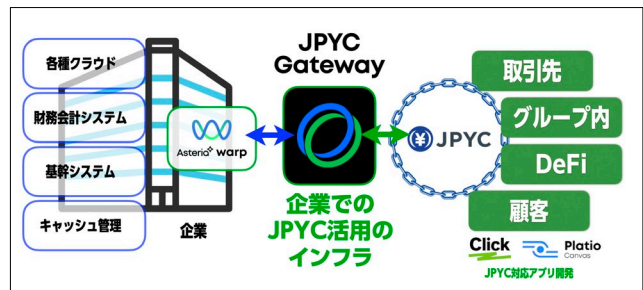 各種クラウド
財務会計システム
基幹システム
キャッシュ管理
Asteria warp
企業
JPYC
Gateway
企業での
JPYC活用の
インフラ
JPYC
取引先
グループ内
DeFi
顧客
Click
Platio
Canvas
JPYC対応アプリ開発